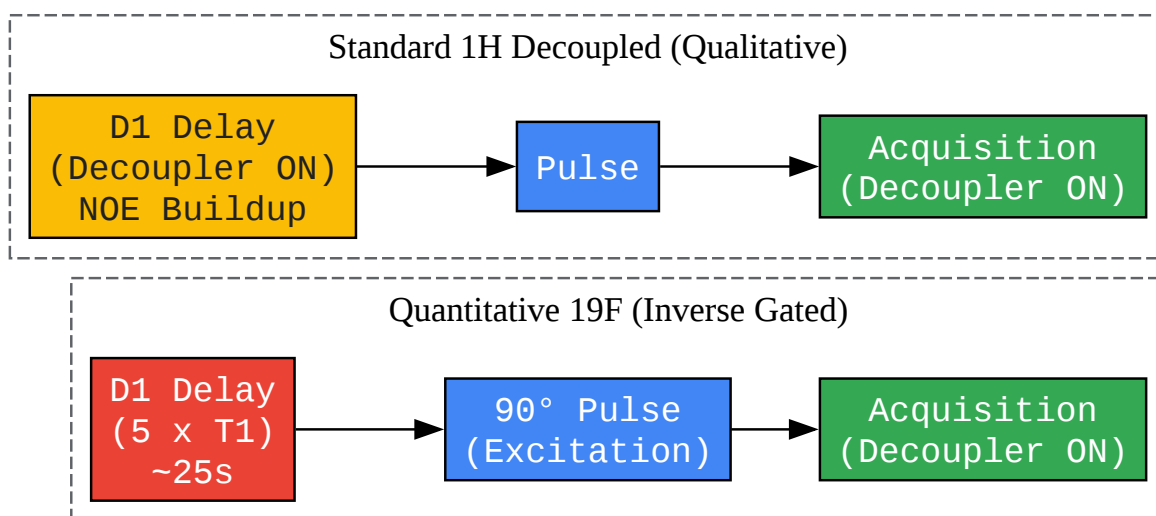 Standard 1H Decoupled (Qualitative)
D1 Delay
(Decoupler ON)
NOE Buildup
Pulse
Acquisition
(Decoupler ON)
Quantitative 19F (Inverse Gated)
D1 Delay
(5 x T1)
~25s
90° Pulse
(Excitation)
Acquisition
(Decoupler ON)